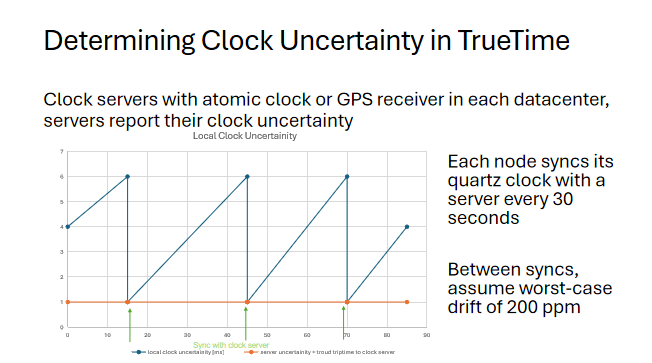 Determining Clock Uncertainty in TrueTime
Clock servers with atomic clock or GPS receiver in each datacenter,
servers report their clock uncertainty
Local Clock Uncertainity
7
6
5
4
3
2
1
0
0 10 20 30 40 50 60 70 80 90
Sync with clock server
local clock uncertainity[ms] server uncertainity + troud triptime to clock server
Each node syncs its
quartz clock with a
server every 30
seconds
Between syncs,
assume worst-case
drift of 200 ppm